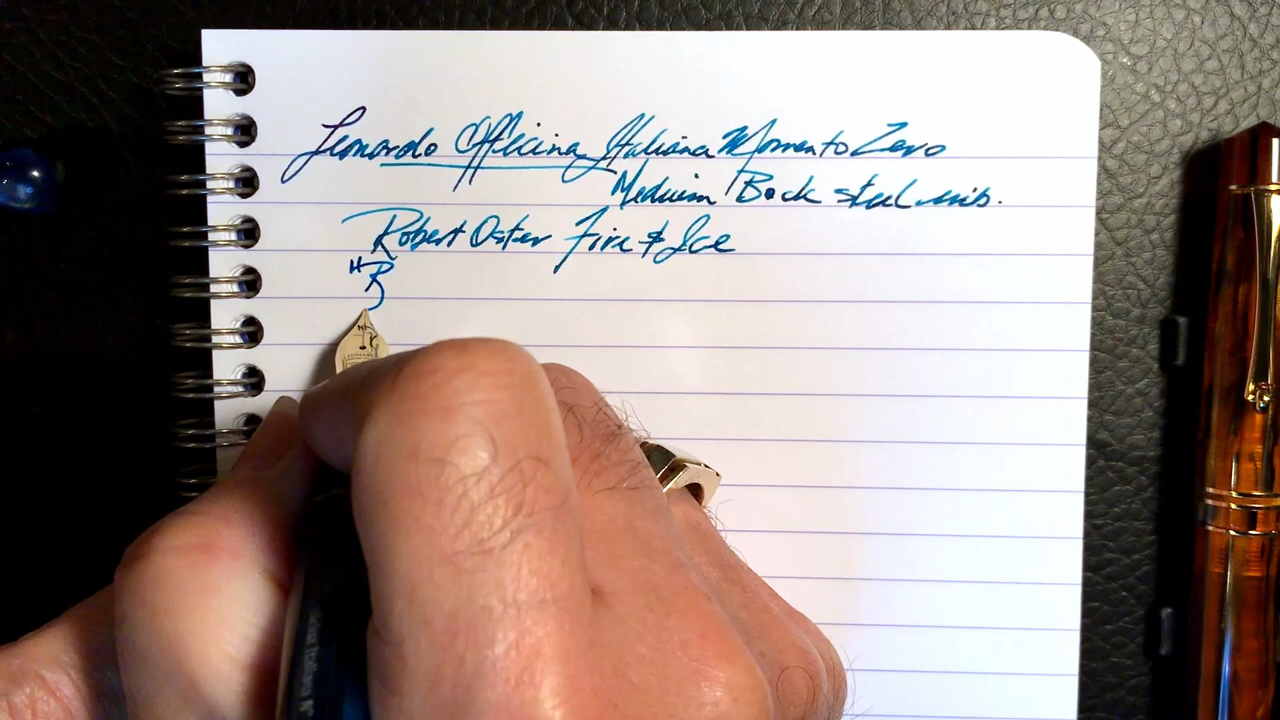 Leonardo Officina Italiana Momento Zero
Medium Bock steel nib.
Robert Oster Fire & Ice
"R